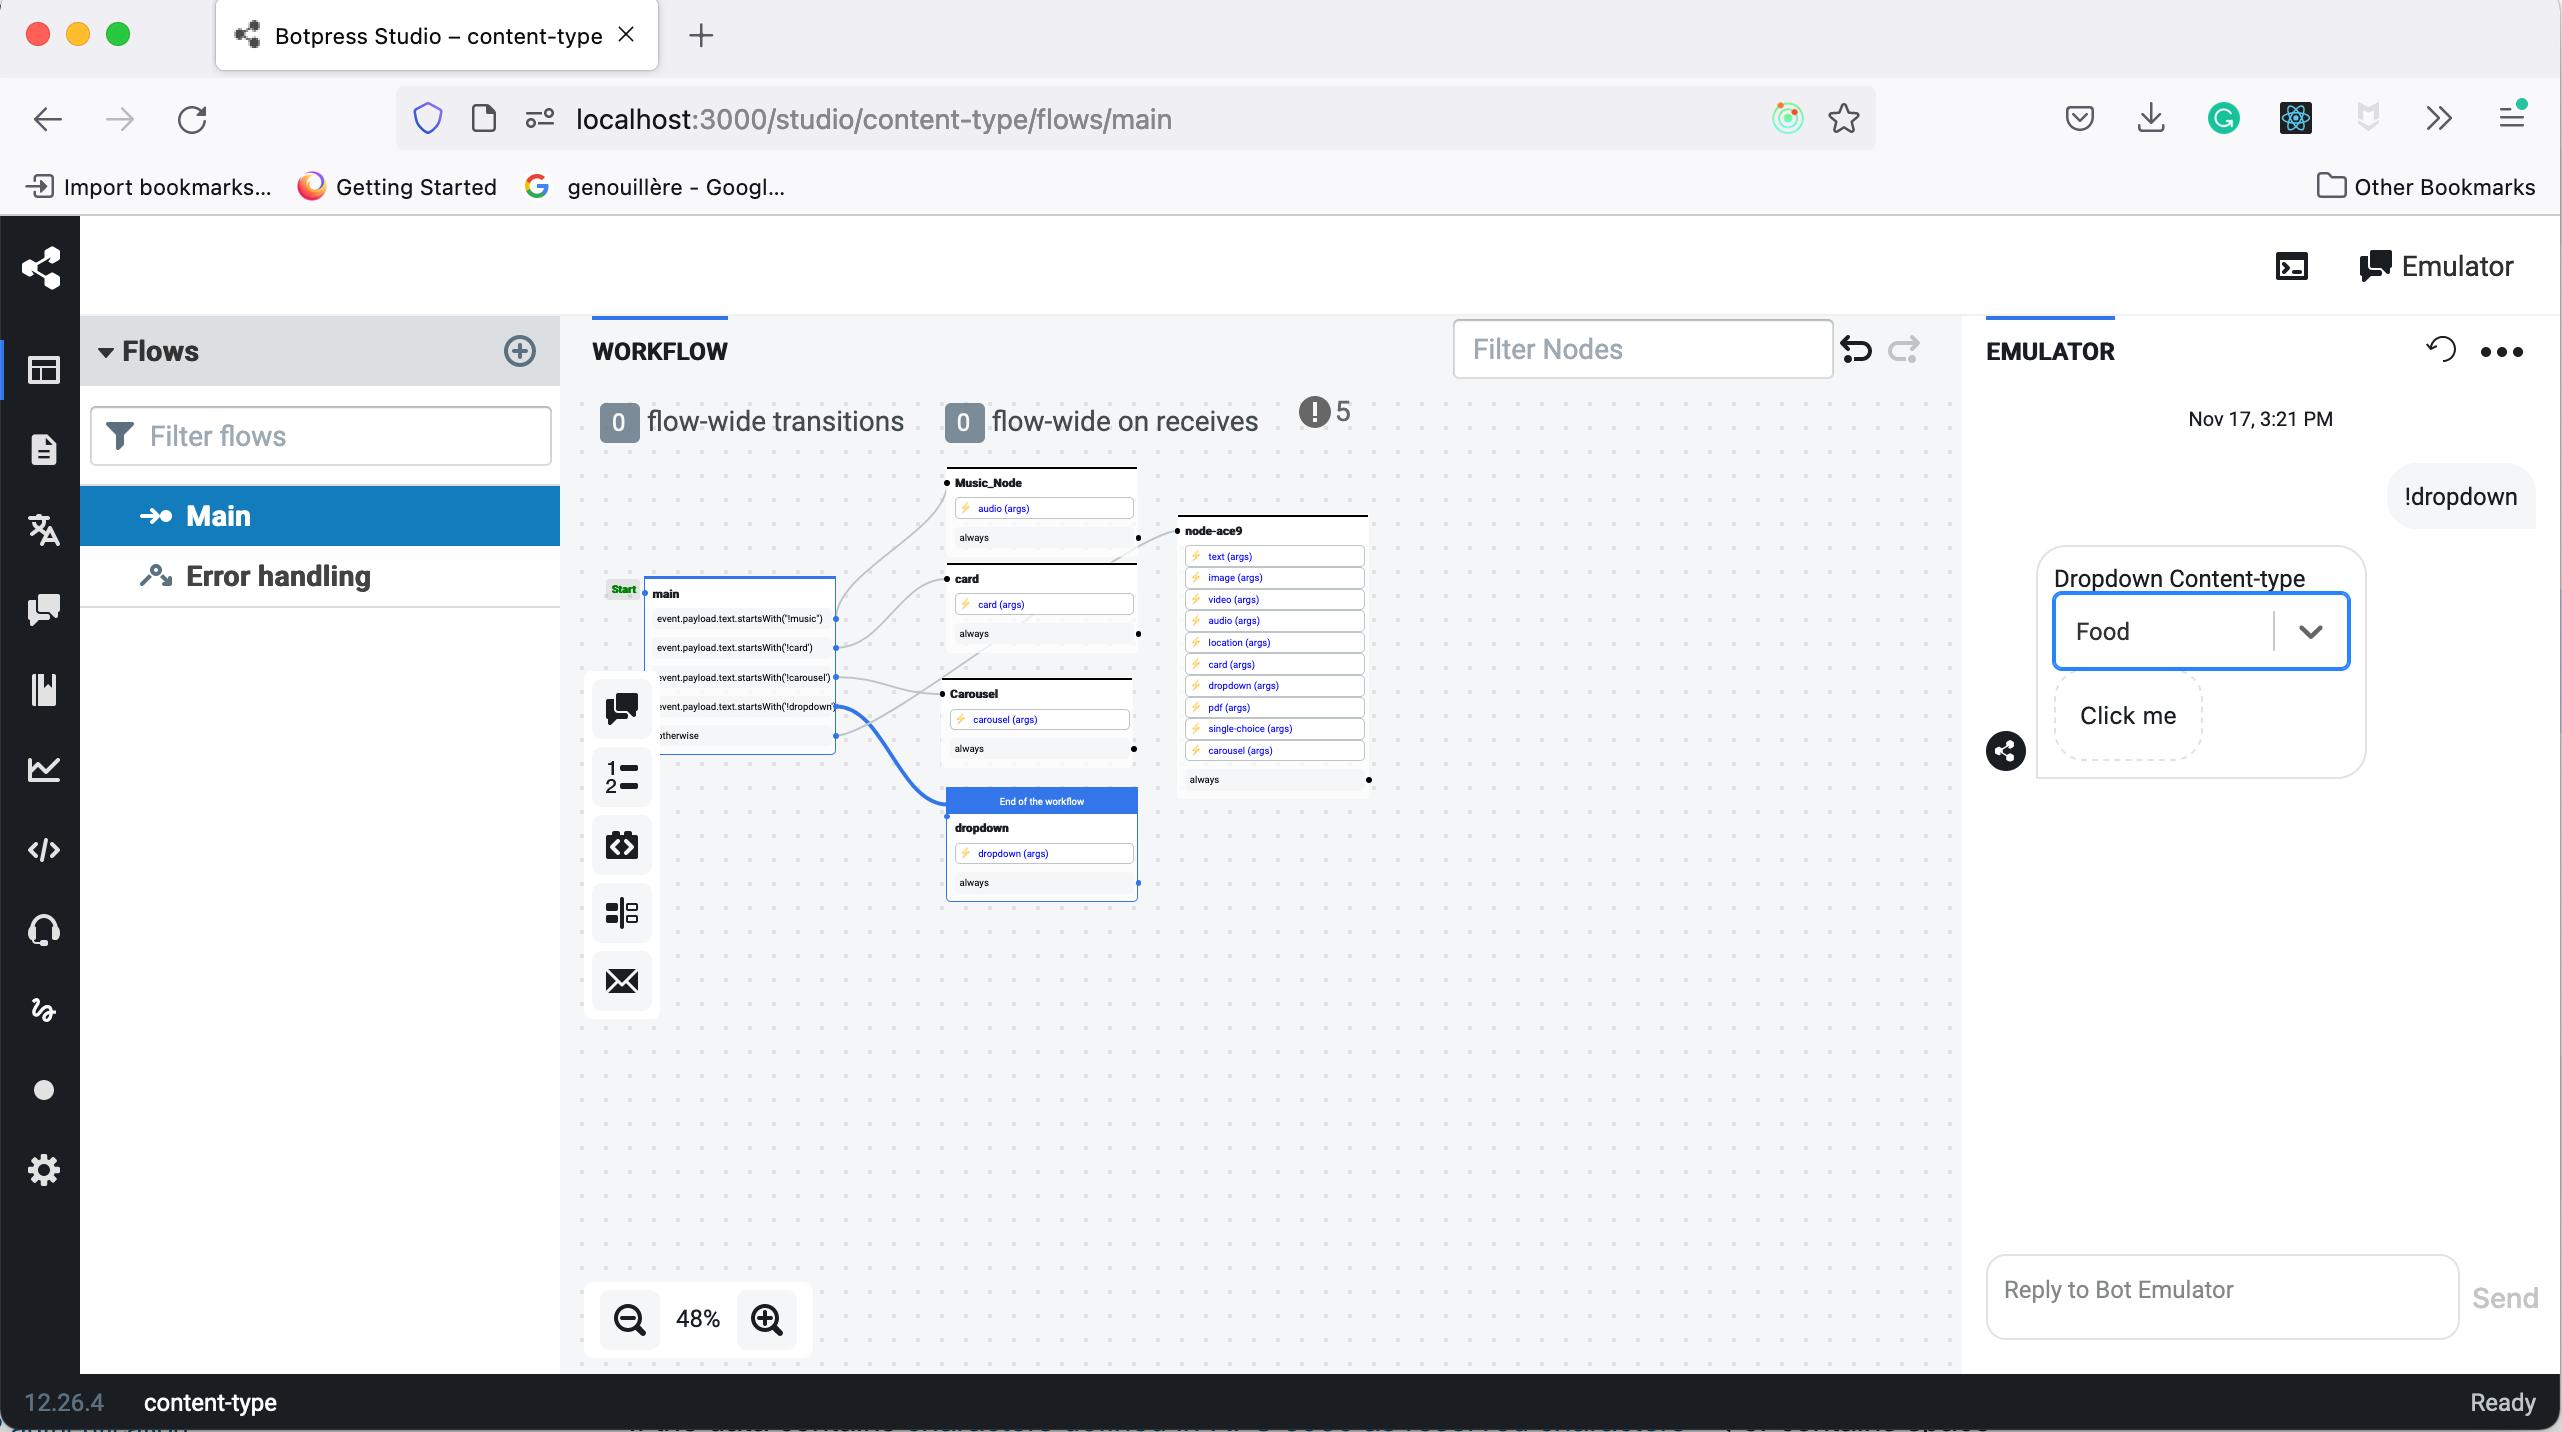 Botpress Studio – content-type
localhost:3000/studio/content-type/flows/main
Import bookmarks...
Getting Started
genouillère - Googl...
Other Bookmarks
Emulator
Flows
Filter flows
Main
Error handling
WORKFLOW
Filter Nodes
0 flow-wide transitions
0 flow-wide on receives
5
Start
main
event.payload.text.startsWith("!music")
event.payload.text.startsWith('!card')
event.payload.text.startsWith('!carousel')
event.payload.text.startsWith('!dropdown'
otherwise
Music_Node
audio (args)
always
card
card (args)
always
Carousel
carousel (args)
always
End of the workflow
dropdown
dropdown (args)
always
node-ace9
text (args)
image (args)
video (args)
audio (args)
location (args)
card (args)
dropdown (args)
pdf (args)
single-choice (args)
carousel (args)
always
1
2
48%
EMULATOR
Nov 17, 3:21 PM
!dropdown
Dropdown Content-type
Food
Click me
Reply to Bot Emulator
Send
12.26.4
content-type
Ready